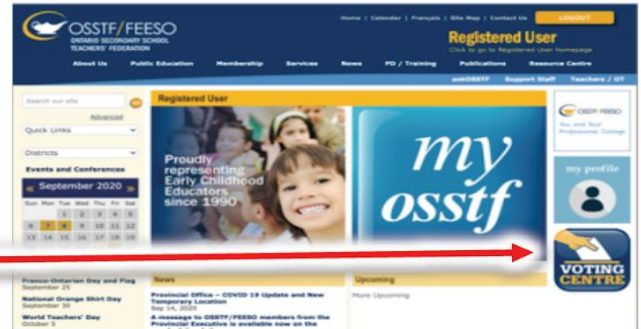 Home | Calendar | Français | Site Map | Contact Us
LOGOUT
OSSTF/FEESO
ONTARIO SECONDARY SCHOOL
TEACHERS' FEDERATION
Registered User
Click to go to Registered User homepage
About Us
Public Education
Membership
Services
News
PD / Training
Publications
Resource Centre
askOSSTF
Support Staff
Teachers / OT
Search our site
Advanced
Quick Links
Districts
Events and Conferences
« September 2020 »
Sun Mon Tue Wed Thu Fri Sat
1 2 3 4 5
6 7 8 9 10 11 12
13 14 15 16 17 18 19
Franco-Ontarian Day and Flag
September 25
National Orange Shirt Day
September 30
World Teachers' Day
October 5
Registered User
Proudly
representing
Early Childhood
Educators
since 1990
my
osstf
News
Provincial Office – COVID 19 Update and New
Temporary Location
Sep 14, 2020
A message to OSSTF/FEESO members from the
Provincial Executive is available now on the
Upcoming
More Upcoming
OSSTF/FEESO
You and Your
Professional College
my profile
VOTING
CENTRE